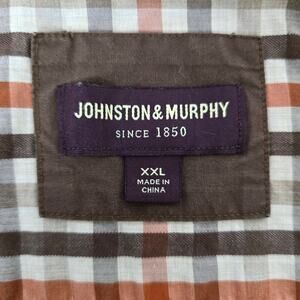 JOHNSTON & MURPHY
SINCE 1850
XXL
MADE IN
CHINA